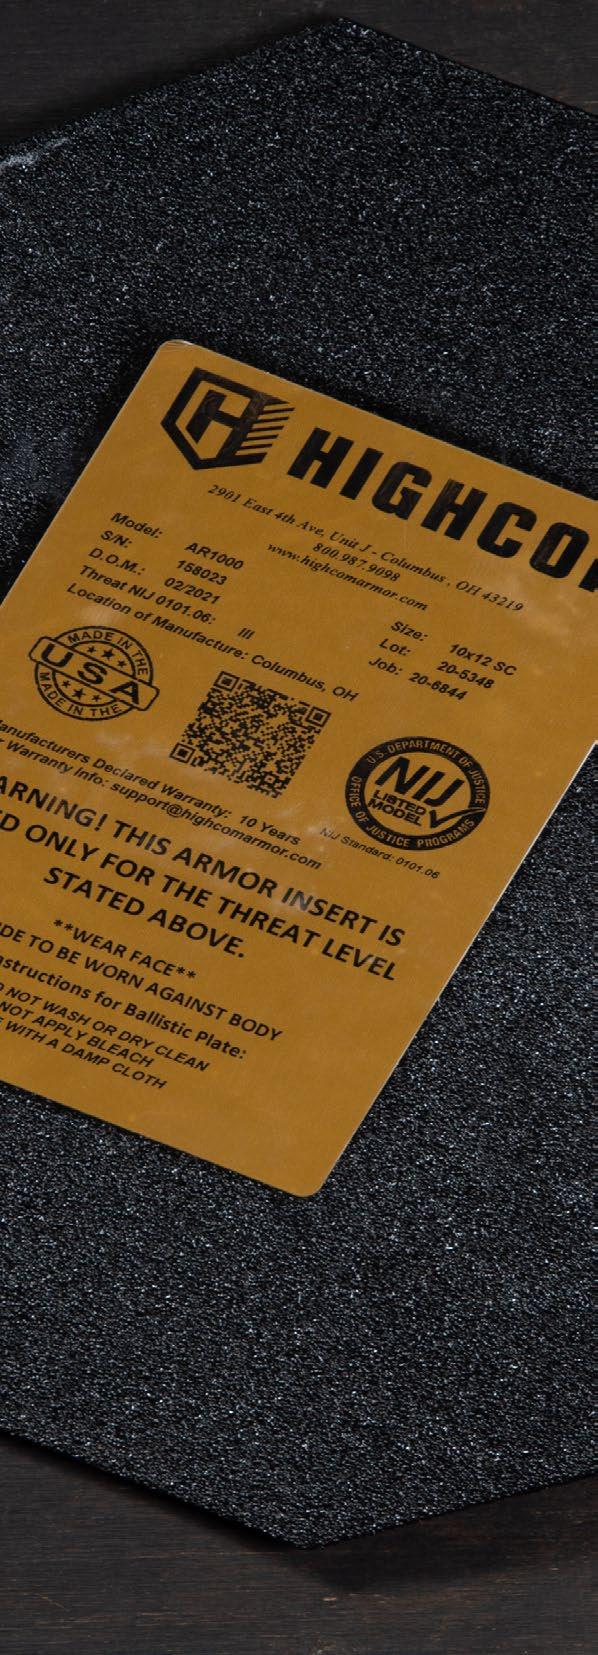 H
HIGHCO
2901 East 4th Ave, Unit J - Columbus , OH 43219
800.987.9098
www.highcomarmor.com
Model: AR1000
S/N: 158023
D.O.M.: 02/2021
Threat NIJ 0101.06: III
Location of Manufacture: Columbus, OH
Size: 10x12 SC
Lot: 20-5348
Job: 20-6844
MADE IN THE
USA
MADE IN THE
U.S. DEPARTMENT OF JUSTICE
NIJ
LISTED
MODEL
OFFICE OF JUSTICE PROGRAMS
NIJ Standard: 0101.06
anufacturers Declared Warranty: 10 Years
r Warranty Info: support@highcomarmor.com
ARNING! THIS ARMOR INSERT IS
D ONLY FOR THE THREAT LEVEL
STATED ABOVE.
**WEAR FACE**
DE TO BE WORN AGAINST BODY
nstructions for Ballistic Plate:
NOT WASH OR DRY CLEAN
NOT APPLY BLEACH
WITH A DAMP CLOTH